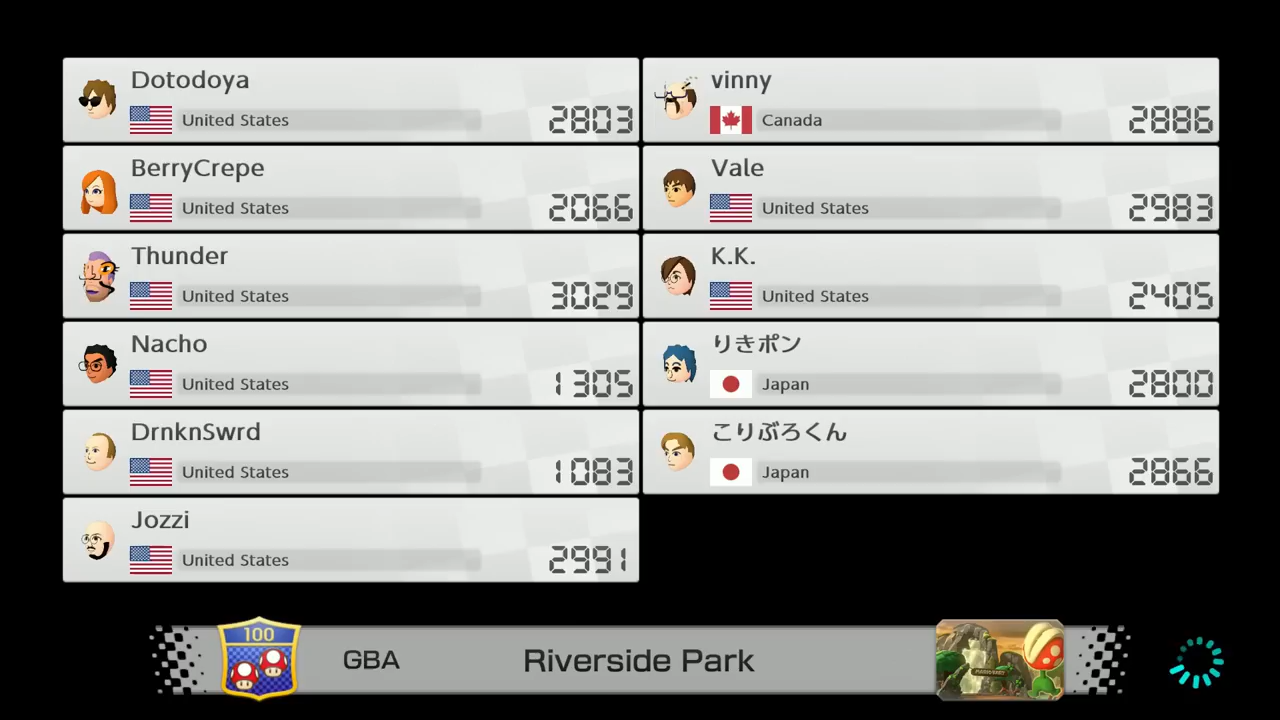 Dotodoya
United States
2803
vinny
Canada
2886
BerryCrepe
United States
2066
Vale
United States
2983
Thunder
United States
3029
K.K.
United States
2405
Nacho
United States
1305
りきポン
Japan
2800
DrnknSwrd
United States
1083
こりぶろくん
Japan
2866
Jozzi
United States
2991
100
GBA
Riverside Park